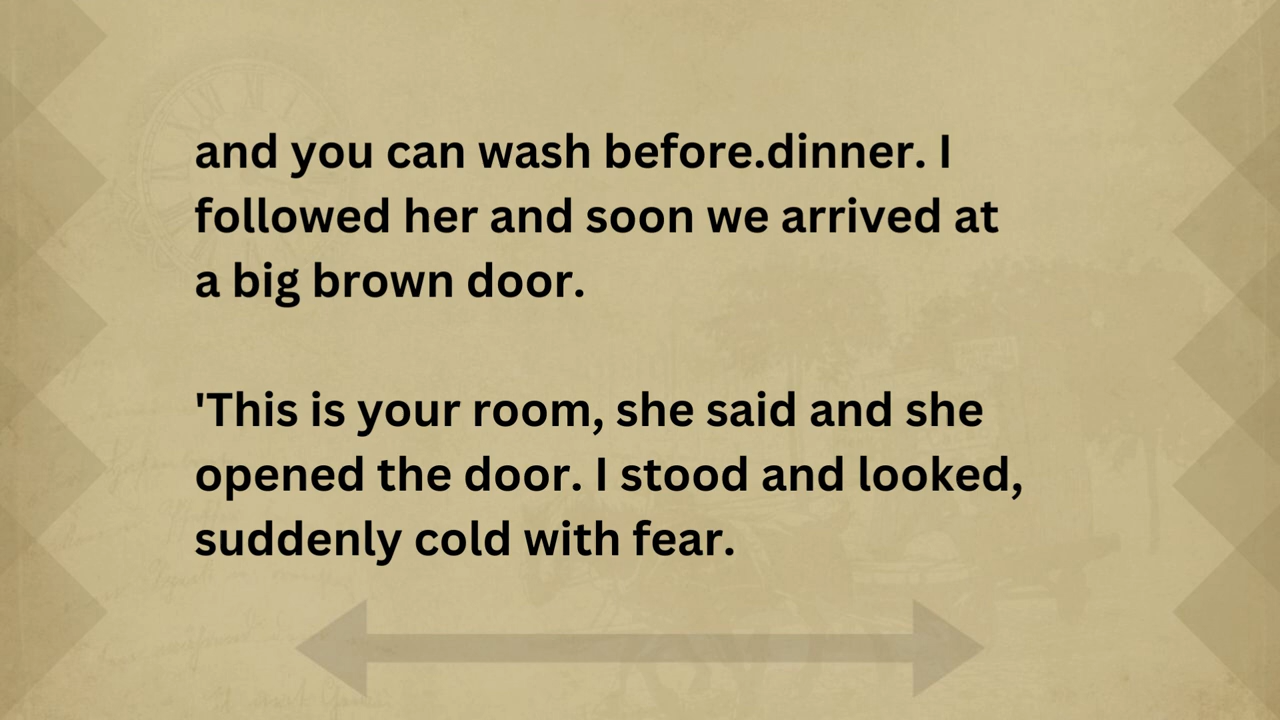 and you can wash before.dinner. I
followed her and soon we arrived at
a big brown door.
'This is your room, she said and she
opened the door. I stood and looked,
suddenly cold with fear.